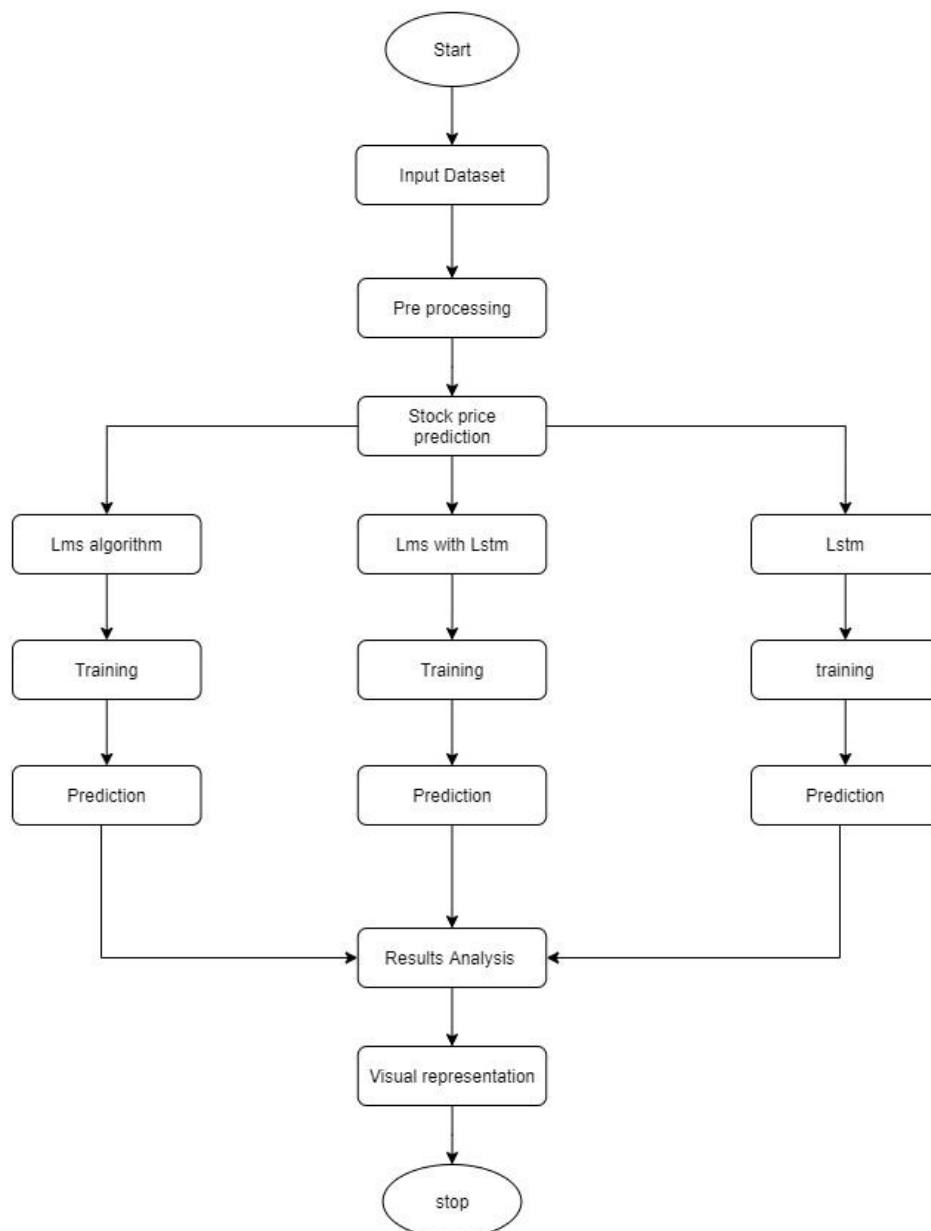 Start
Input Dataset
Pre processing
Stock price
prediction
Lms algorithm
Lms with Lstm
Lstm
Training
Training
training
Prediction
Prediction
Prediction
Results Analysis
Visual representation
stop